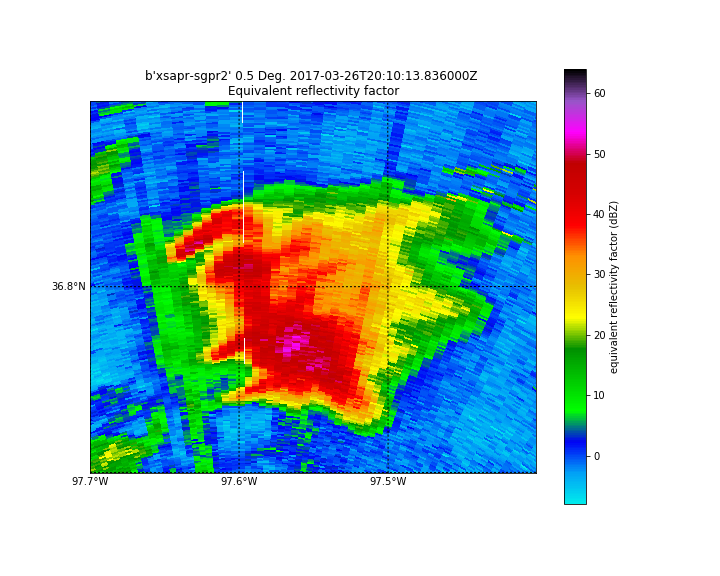 b'xsapr-sgpr2' 0.5 Deg. 2017-03-26T20:10:13.836000Z
Equivalent reflectivity factor
60
50
40
30
20
10
0
equivalent reflectivity factor (dBZ)
36.8°N
97.7°W
97.6°W
97.5°W